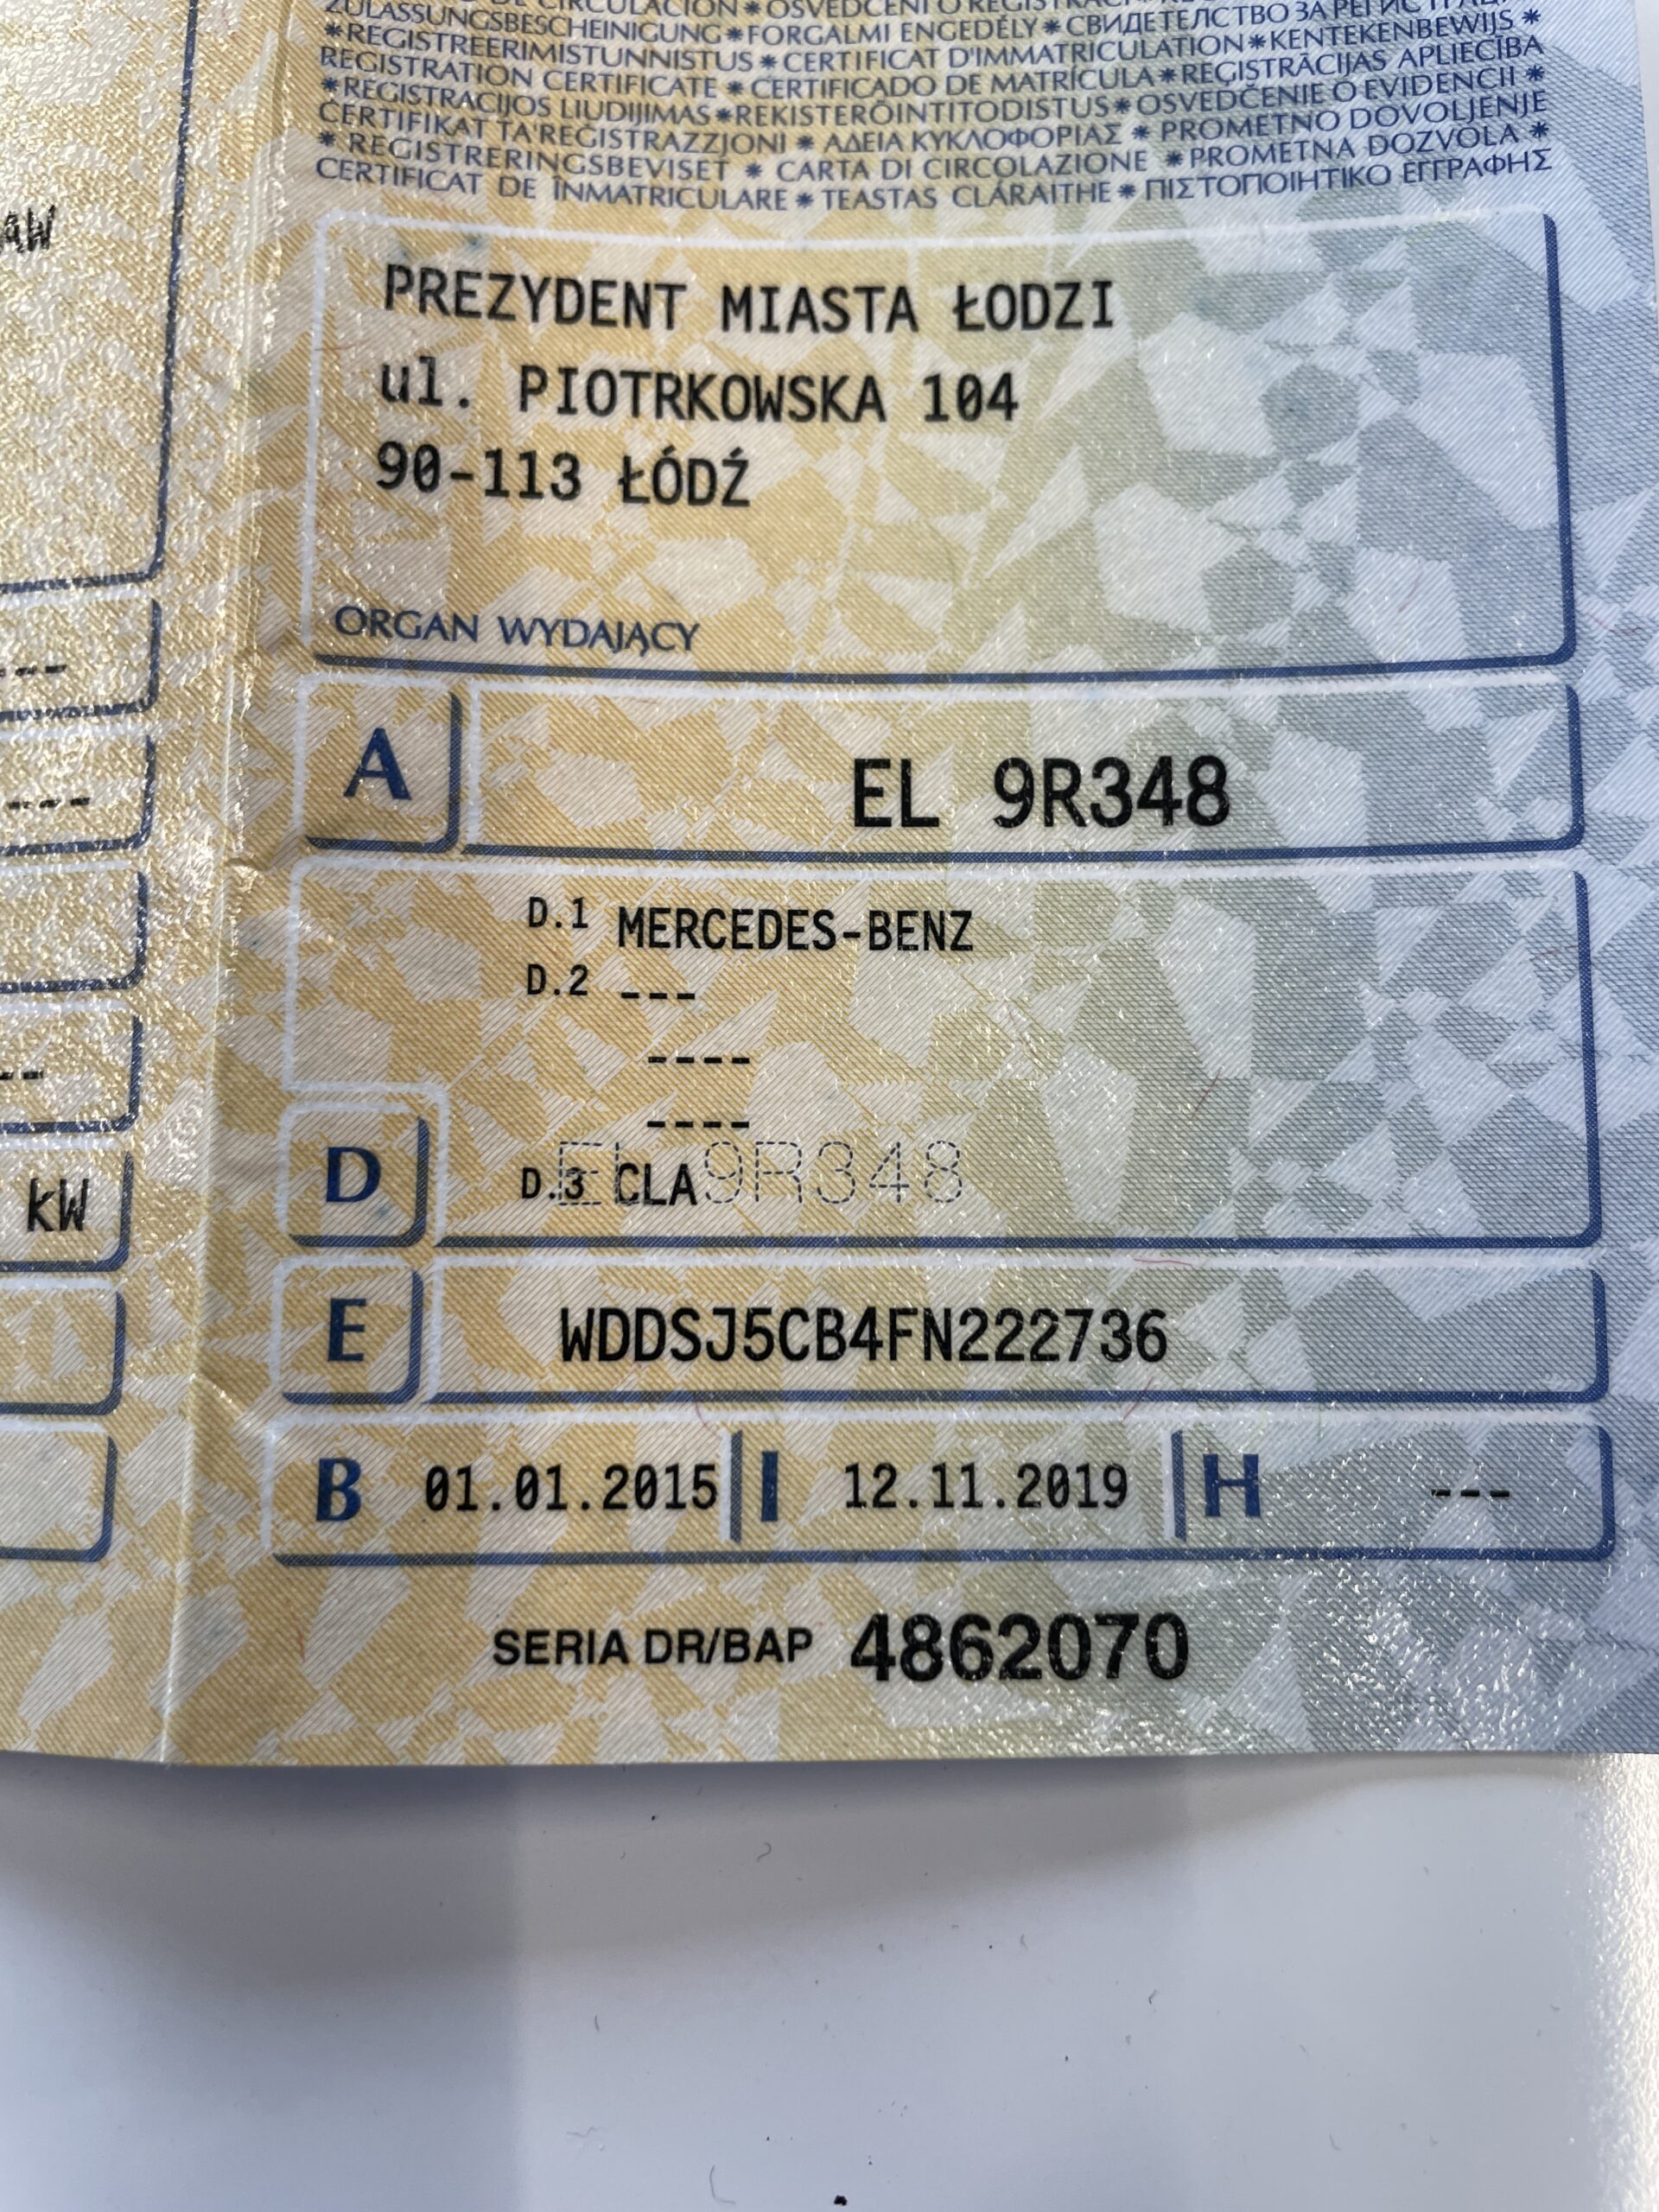 ZULASSUNGSBESCHEINIGUNG*FORGALMI ENGEDÉLY*СВИДЕТЕЛСТВО ЗА
*REGISTREERIMISTUNNISTUS*CERTIFICAT D'IMMATRICULATION*KENTEKENBEWIJS*
REGISTRATION CERTIFICATE*CERTIFICADO DE MATRÍCULA*REĢISTRĀCIJAS APLIECĪBA
*REGISTRACIJOS LIUDIJIMAS*REKISTERÖINTITODISTUS*OSVEDČENIE O EVIDENCII*
ĊERTIFIKAT TA'REĠISTRAZZJONI*ΑΔΕΙΑ ΚΥΚΛΟΦΟΡΙΑΣ*PROMETNO DOVOLJENJE
*REGISTRERINGSBEVISET*CARTA DI CIRCOLAZIONE*PROMETNA DOZVOLA*
CERTIFICAT DE ÎNMATRICULARE*TEASTAS CLÁRAITHE*ΠΙΣΤΟΠΟΙΗΤΙΚΟ ΕΓΓΡΑΦΗΣ
PREZYDENT MIASTA ŁODZI
ul. PIOTRKOWSKA 104
90-113 ŁÓDŹ
ORGAN WYDAJĄCY
A EL 9R348
D.1 MERCEDES-BENZ
D.2 ---
----
----
D D.3 CLA
EL 9R348
kW
E WDDSJ5CB4FN222736
B 01.01.2015 I 12.11.2019 H ---
SERIA DR/BAP 4862070